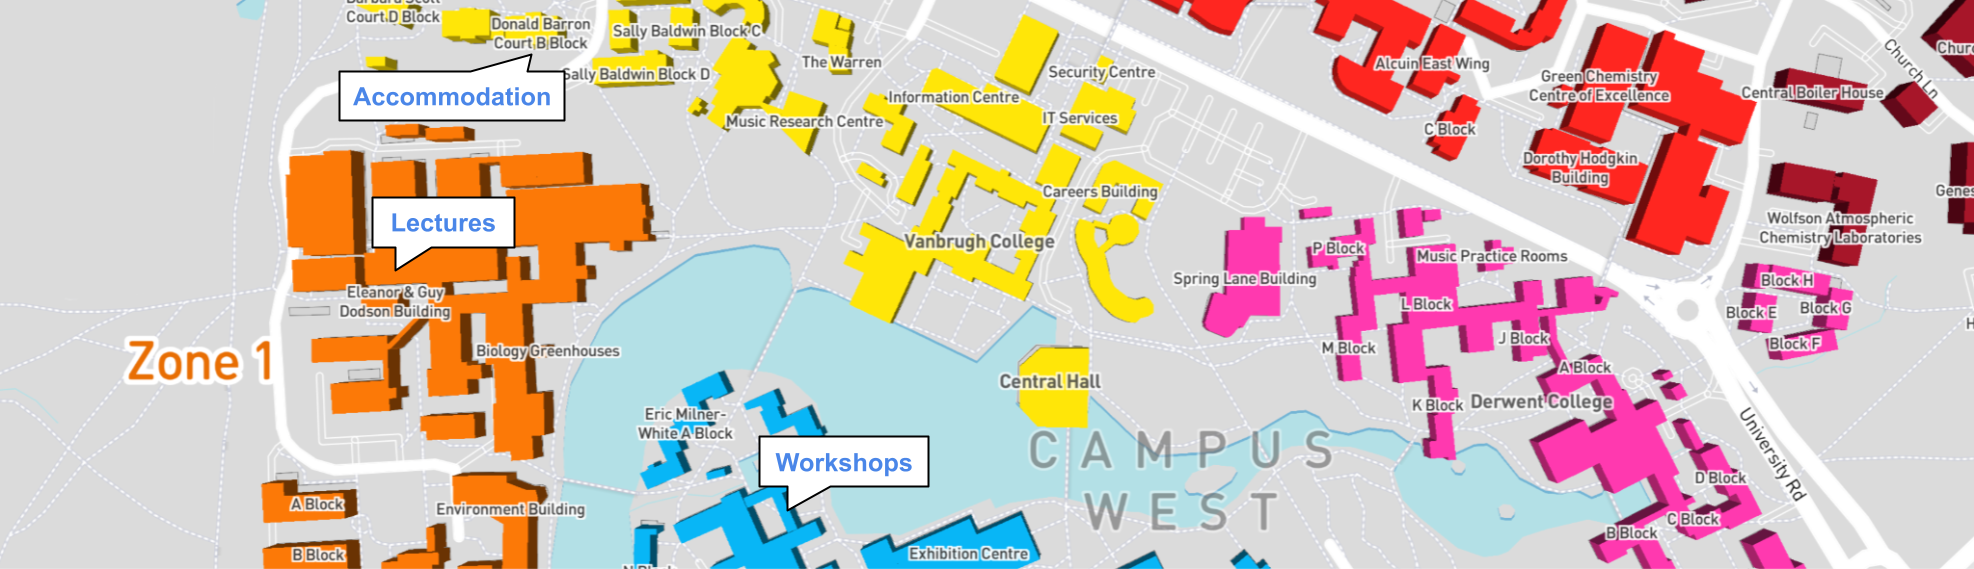 Barbara Scott
Court D Block
Donald Barron
Court B Block
Sally Baldwin Block C
Sally Baldwin Block D
The Warren
Accommodation
Music Research Centre
Information Centre
Security Centre
IT Services
Careers Building
Vanbrugh College
Alcuin East Wing
C Block
Green Chemistry
Centre of Excellence
Dorothy Hodgkin
Building
Central Boiler House
Church Ln
Wolfson Atmospheric
Chemistry Laboratories
Block H
Block G
Block E
Block F
Lectures
Eleanor & Guy
Dodson Building
Zone 1
Biology Greenhouses
Spring Lane Building
P Block
Music Practice Rooms
L Block
M Block
J Block
A Block
K Block
Derwent College
Central Hall
Eric Milner-
White A Block
Workshops
CAMPUS
WEST
University Rd
D Block
C Block
B Block
A Block
B Block
Environment Building
Exhibition Centre